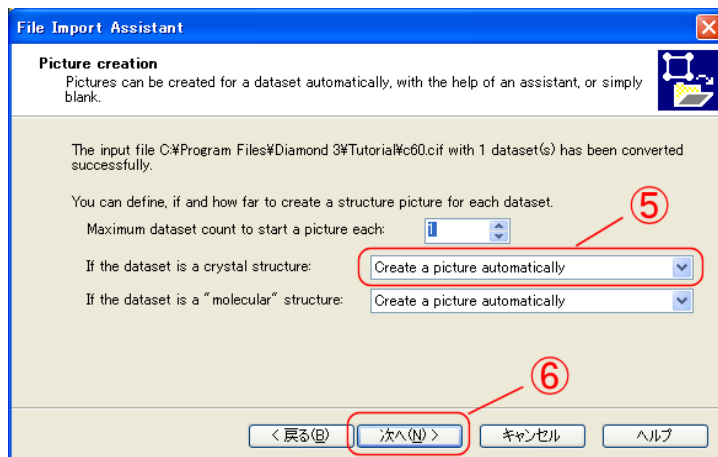 File Import Assistant
Picture creation
Pictures can be created for a dataset automatically, with the help of an assistant, or simply
blank.
The input file C:¥Program Files¥Diamond 3¥Tutorial¥c60.cif with 1 dataset(s) has been converted
successfully.
You can define, if and how far to create a structure picture for each dataset.
⑤
Maximum dataset count to start a picture each: 1
If the dataset is a crystal structure: Create a picture automatically
If the dataset is a "molecular" structure: Create a picture automatically
⑥
< 戻る(B) 次へ(N) > キャンセル ヘルプ